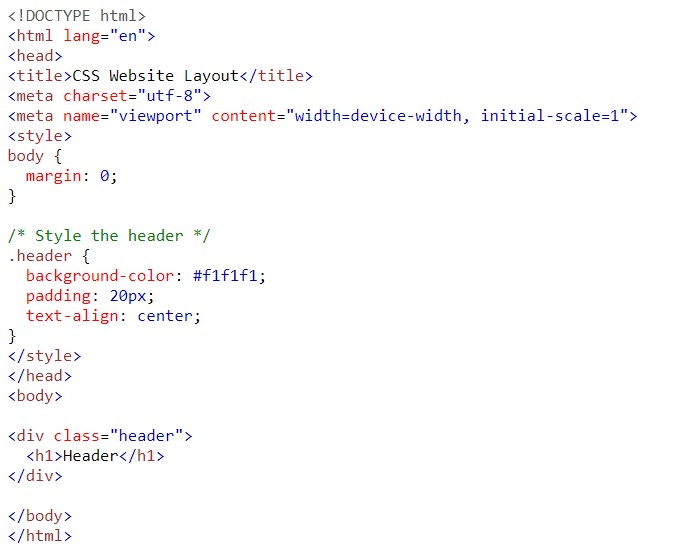 <!DOCTYPE html>
<html lang="en">
<head>
<title>CSS Website Layout</title>
<meta charset="utf-8">
<meta name="viewport" content="width=device-width, initial-scale=1">
<style>
body {
  margin: 0;
}

/* Style the header */
.header {
  background-color: #f1f1f1;
  padding: 20px;
  text-align: center;
}
</style>
</head>
<body>

<div class="header">
  <h1>Header</h1>
</div>

</body>
</html>